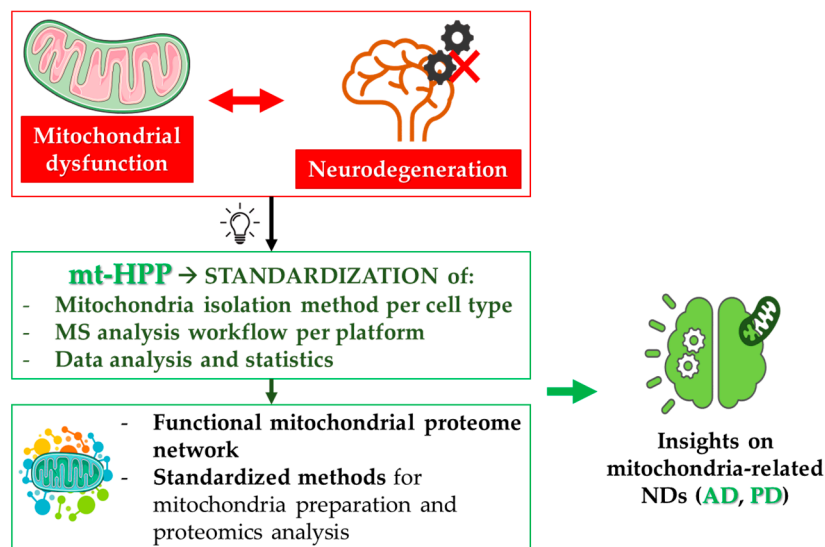 Mitochondrial
dysfunction
Neurodegeneration
mt-HPP → STANDARDIZATION of:
- Mitochondria isolation method per cell type
- MS analysis workflow per platform
- Data analysis and statistics
- Functional mitochondrial proteome
network
- Standardized methods for
mitochondria preparation and
proteomics analysis
Insights on
mitochondria-related
NDs (AD, PD)